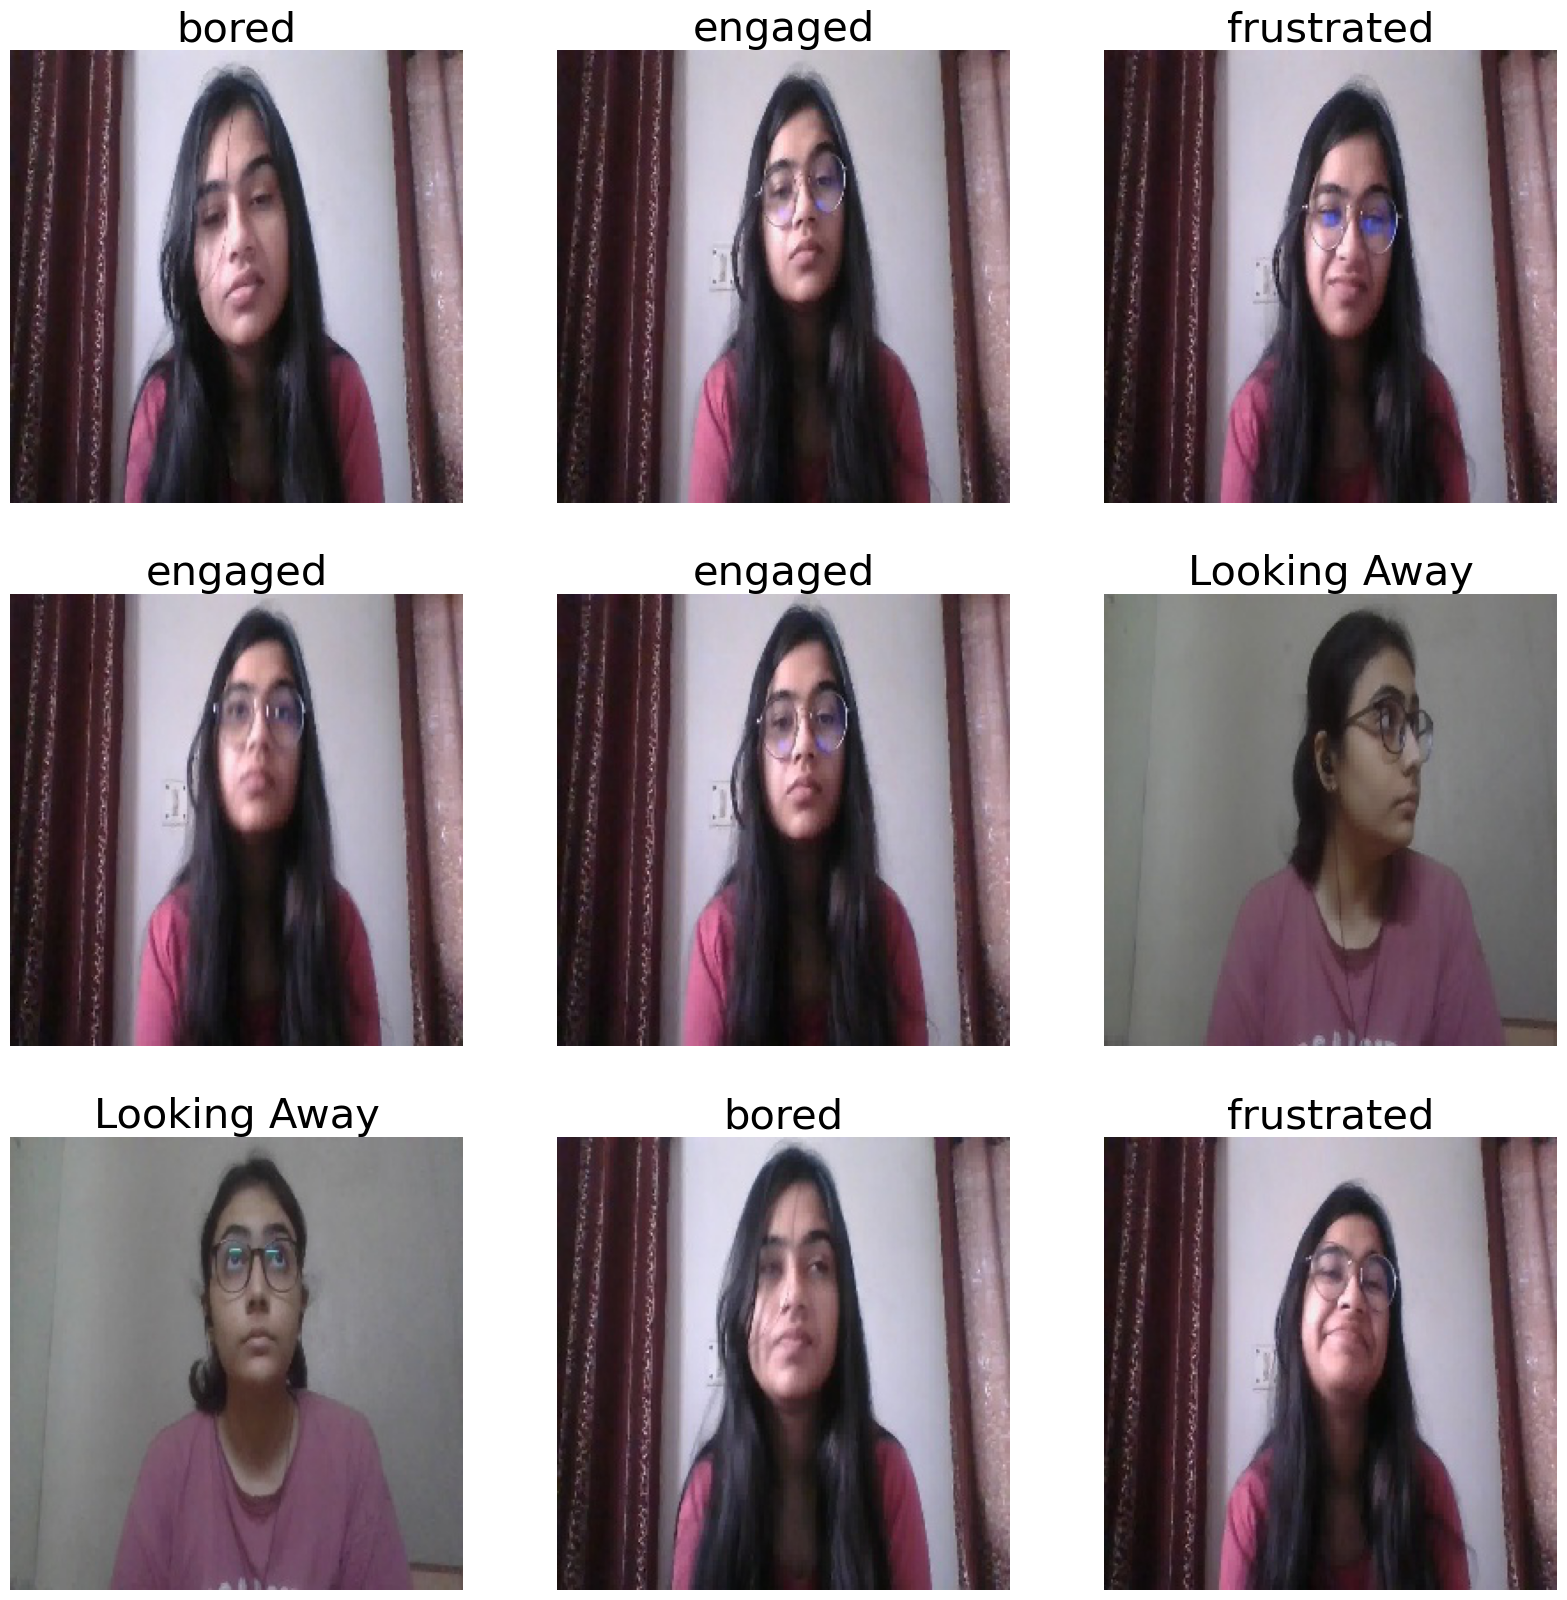 bored
engaged
frustrated
engaged
engaged
Looking Away
Looking Away
bored
frustrated